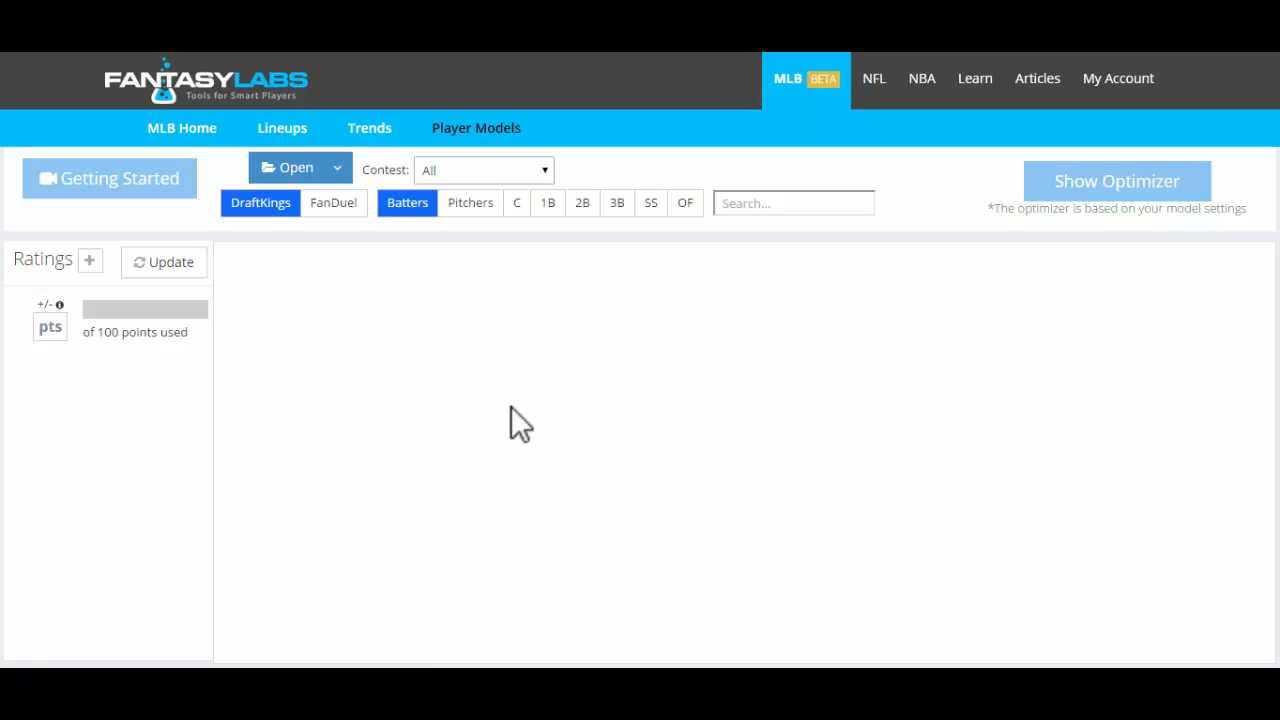 FANTASYLABS
Tools for Smart Players
MLB BETA NFL NBA Learn Articles My Account
MLB Home Lineups Trends Player Models
Getting Started
Open
Contest: All
DraftKings FanDuel Batters Pitchers C 1B 2B 3B SS OF Search...
Show Optimizer
*The optimizer is based on your model settings
Ratings + Update
+/-
pts
of 100 points used